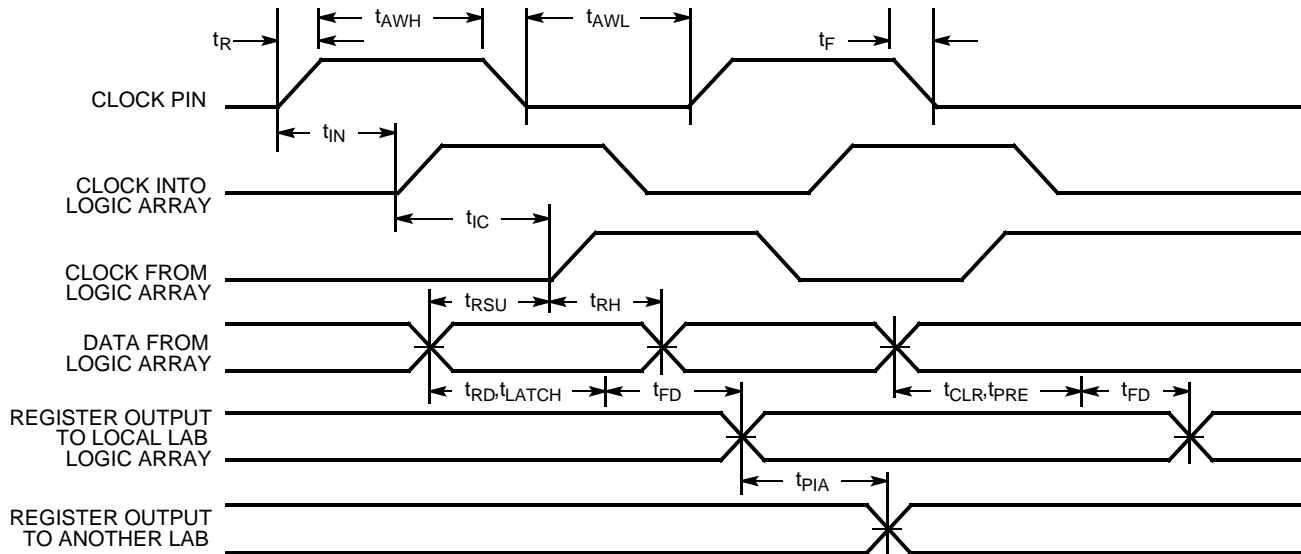 tAWH
tAWL
tR
tF
CLOCK PIN
tIN
CLOCK INTO
LOGIC ARRAY
tIC
CLOCK FROM
LOGIC ARRAY
tRSU
tRH
DATA FROM
LOGIC ARRAY
tRD,tLATCH
tFD
tCLR,tPRE
tFD
REGISTER OUTPUT
TO LOCAL LAB
LOGIC ARRAY
tPIA
REGISTER OUTPUT
TO ANOTHER LAB